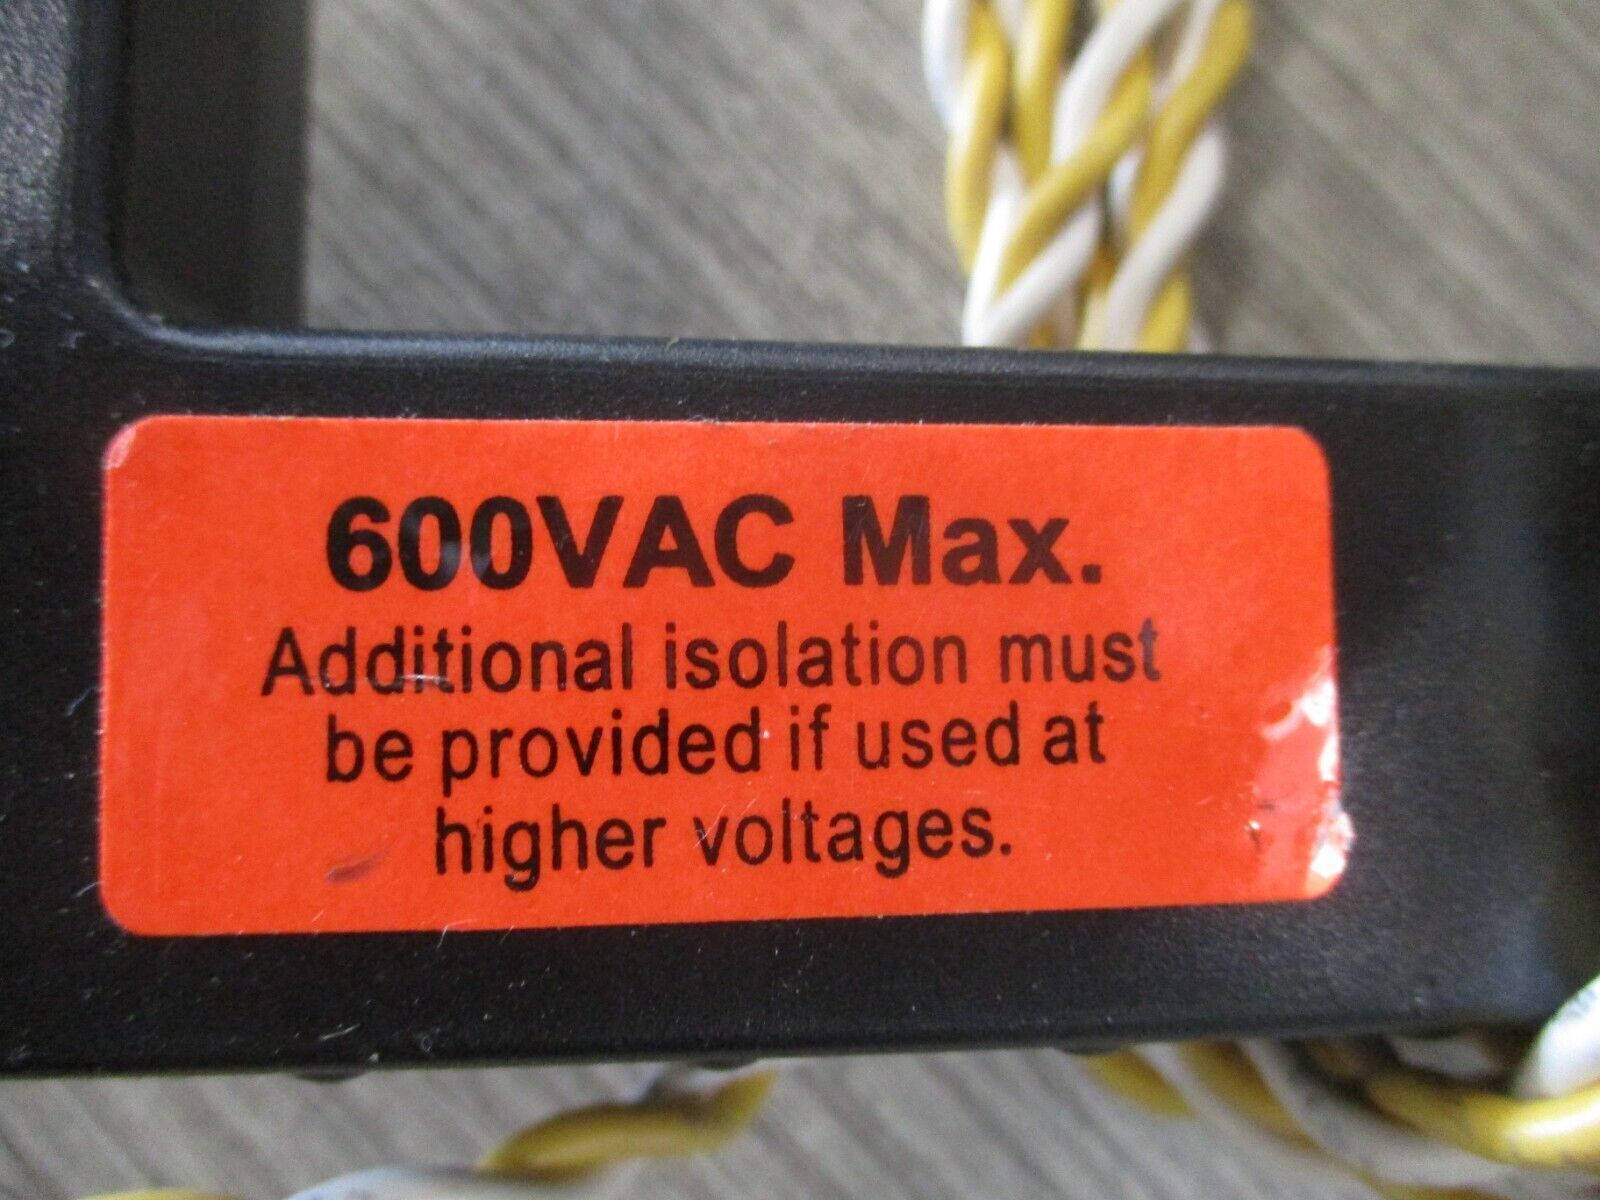 600VAC Max.
Additional isolation must
be provided if used at
higher voltages.